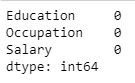 Education     0
Occupation    0
Salary        0
dtype: int64